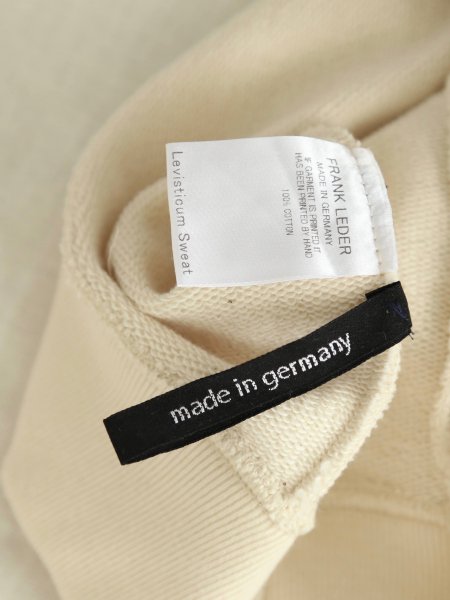 FRANK LEDER
MADE IN GERMANY
IF GARMENT IS PRINTED IT
HAS BEEN PRINTED BY HAND
100% COTTON
Levisticum Sweat
made in germany